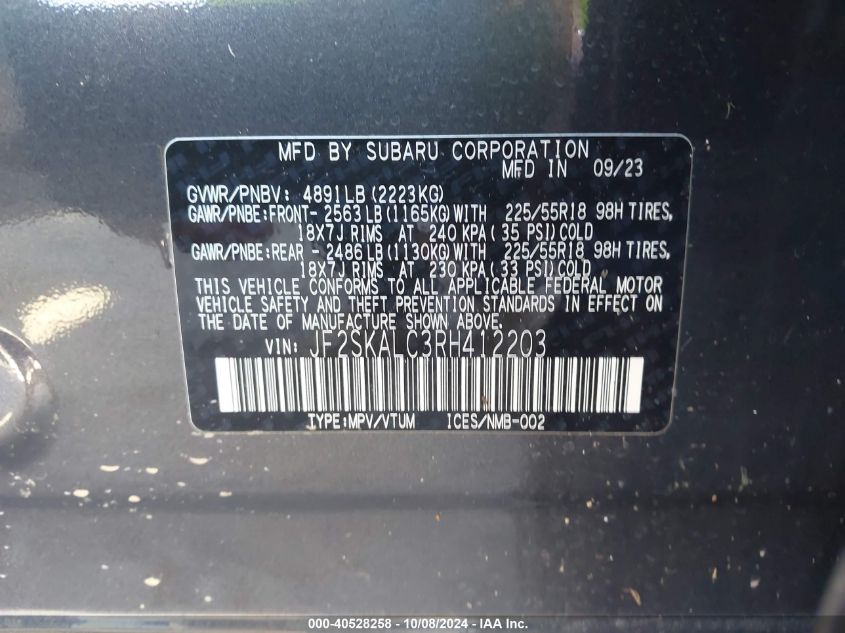 MFD BY SUBARU CORPORATION
MFD IN 09/23
GVWR/PNBV: 4891LB (2223KG)
GAWR/PNBE:FRONT- 2563 LB (1165KG) WITH 225/55R18 98H TIRES,
18X7J RIMS AT 240 KPA ( 35 PSI) COLD
GAWR/PNBE:REAR - 2486 LB (1130KG) WITH 225/55R18 98H TIRES,
18X7J RIMS AT 230 KPA ( 33 PSI) COLD
THIS VEHICLE CONFORMS TO ALL APPLICABLE FEDERAL MOTOR
VEHICLE SAFETY AND THEFT PREVENTION STANDARDS IN EFFECT ON
THE DATE OF MANUFACTURE SHOWN ABOVE.
VIN: JF2SKALC3RH412203
TYPE:MPV/VTUM ICES/NMB-002
000-40528258 - 10/08/2024 - IAA Inc.